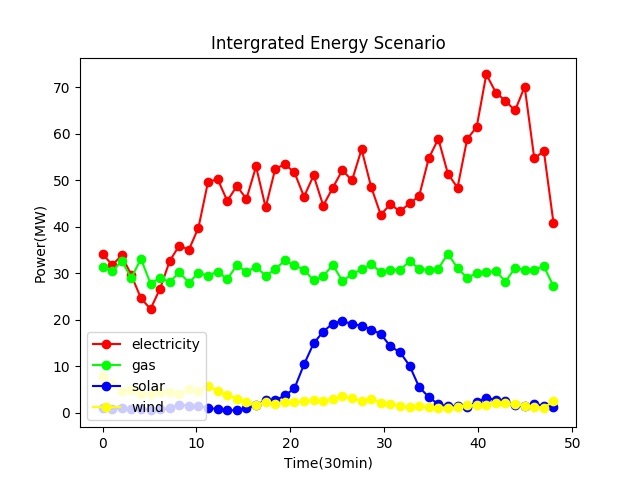 Intergrated Energy Scenario
Power(MW)
70
60
50
40
30
20
10
0
electricity
gas
solar
wind
0 10 20 30 40 50
Time(30min)